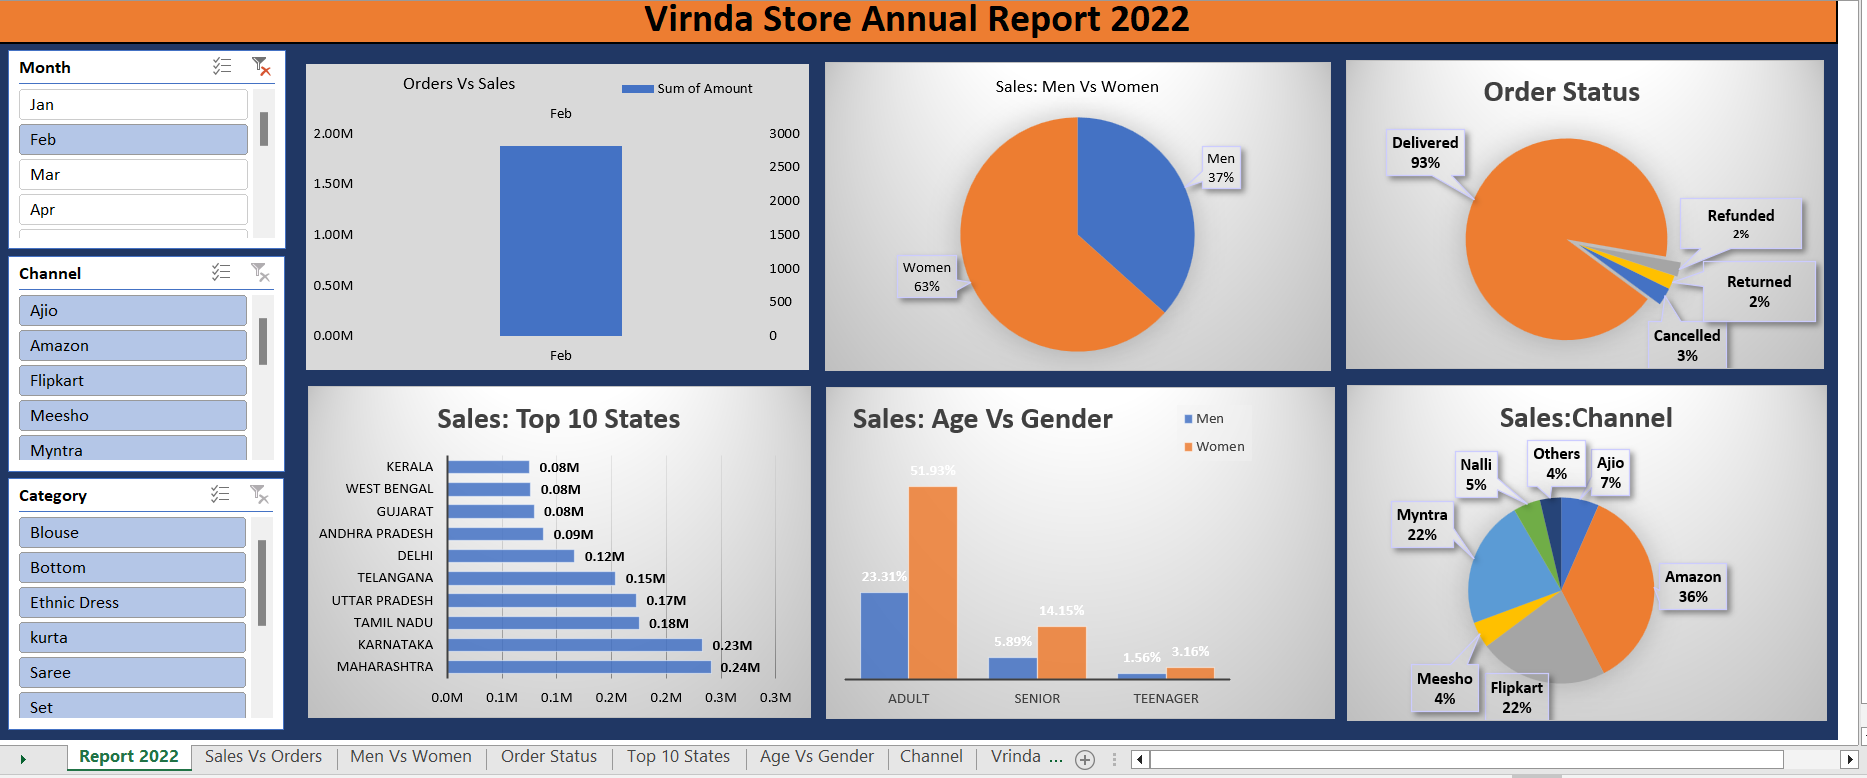 Virnda Store Annual Report 2022
Month
Jan
Feb
Mar
Apr
Channel
Ajio
Amazon
Flipkart
Meesho
Myntra
Category
Blouse
Bottom
Ethnic Dress
kurta
Saree
Set
Orders Vs Sales
Sum of Amount
Feb
2.00M
1.50M
1.00M
0.50M
0.00M
3000
2500
2000
1500
1000
500
0
Feb
Sales: Men Vs Women
Men
37%
Women
63%
Order Status
Delivered
93%
Refunded
2%
Returned
2%
Cancelled
3%
Sales: Top 10 States
KERALA 0.08M
WEST BENGAL 0.08M
GUJARAT 0.08M
ANDHRA PRADESH 0.09M
DELHI 0.12M
TELANGANA 0.15M
UTTAR PRADESH 0.17M
TAMIL NADU 0.18M
KARNATAKA 0.23M
MAHARASHTRA 0.24M
0.0M 0.1M 0.1M 0.2M 0.2M 0.3M 0.3M
Sales: Age Vs Gender
Men
Women
51.93%
23.31%
14.15%
5.89%
1.56% 3.16%
ADULT SENIOR TEENAGER
Sales:Channel
Others
4%
Ajio
7%
Nalli
5%
Myntra
22%
Amazon
36%
Meesho
4%
Flipkart
22%
Report 2022 Sales Vs Orders Men Vs Women Order Status Top 10 States Age Vs Gender Channel Vrinda ...